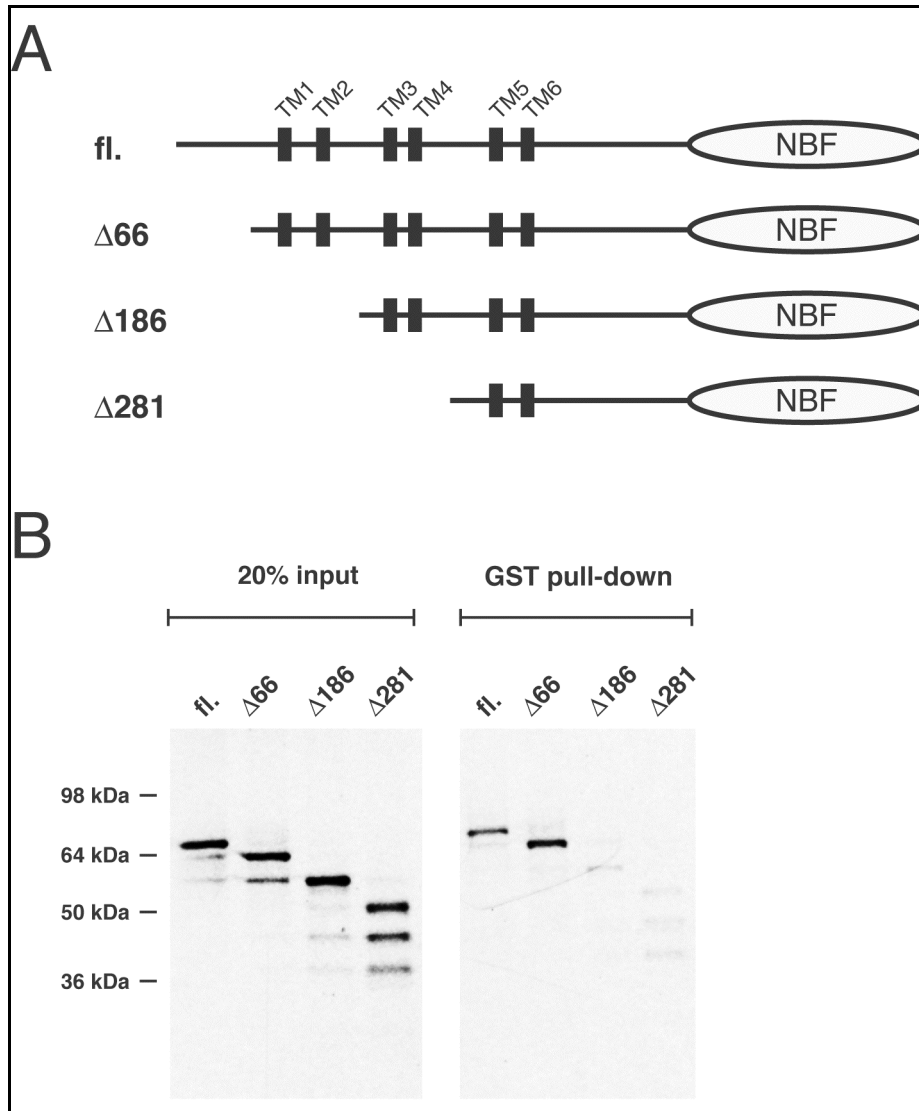 A
TM1 TM2 TM3 TM4 TM5 TM6
fl. NBF
Δ66 NBF
Δ186 NBF
Δ281 NBF
B
20% input GST pull-down
fl. Δ66 Δ186 Δ281 fl. Δ66 Δ186 Δ281
98 kDa
64 kDa
50 kDa
36 kDa